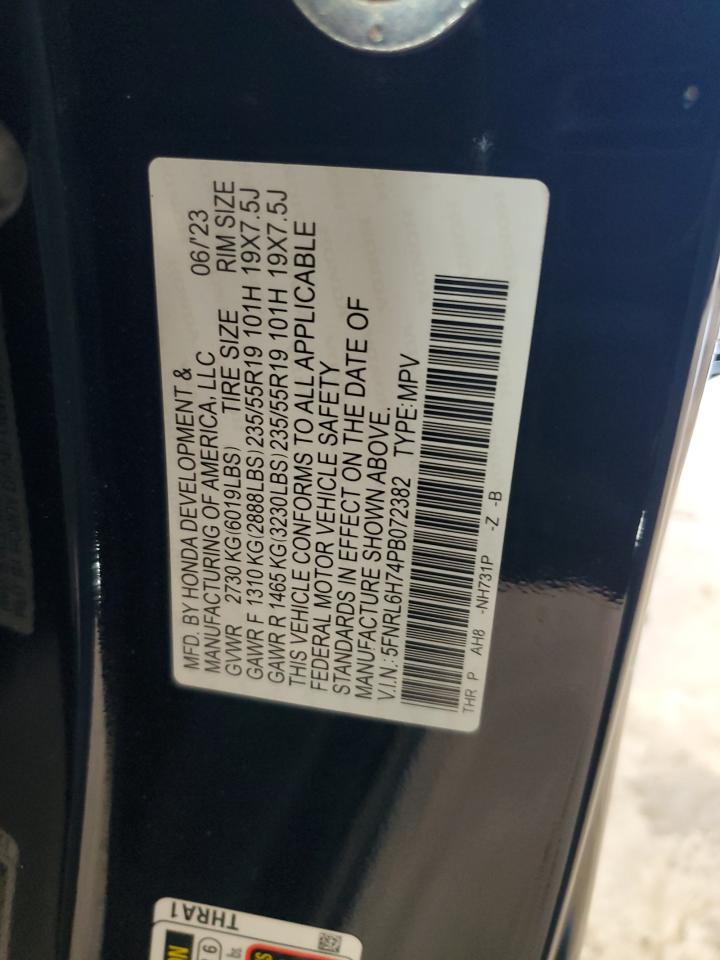 MFD. BY HONDA DEVELOPMENT &
MANUFACTURING OF AMERICA, LLC 06/'23
GVWR 2730 KG(6019LBS) TIRE SIZE RIM SIZE
GAWR F 1310 KG(2888LBS)235/55R19 101H 19X7.5J
GAWR R 1465 KG(3230LBS)235/55R19 101H 19X7.5J
THIS VEHICLE CONFORMS TO ALL APPLICABLE
FEDERAL MOTOR VEHICLE SAFETY
STANDARDS IN EFFECT ON THE DATE OF
MANUFACTURE SHOWN ABOVE.
V.I.N.:5FNRL6H74PB072382 TYPE:MPV
THR P AH8 -NH731P -Z -B
THRA1